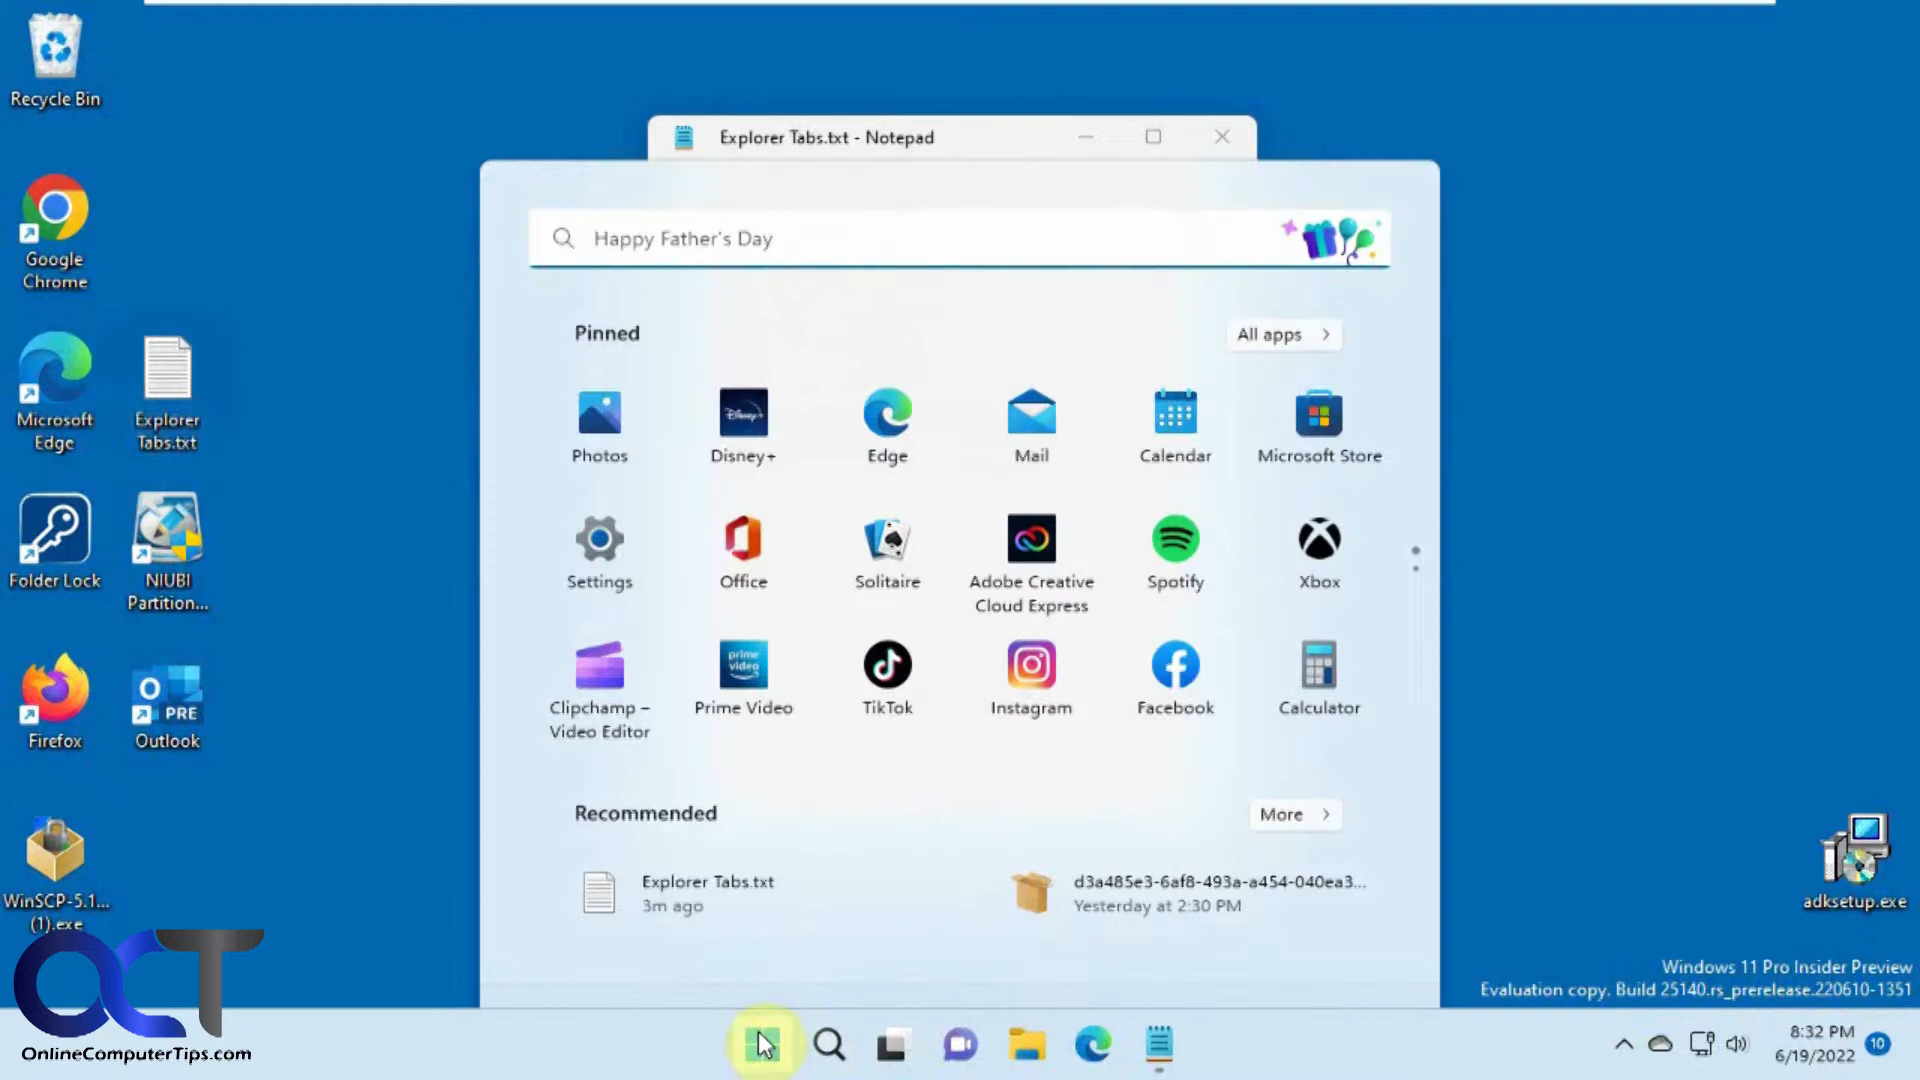 Recycle Bin
Google
Chrome
Microsoft
Edge
Explorer
Tabs.txt
Folder Lock
NIUBI
Partition...
Firefox
Outlook
PRE
WinSCP-5.1...
(1).exe
OCT
OnlineComputerTips.com
Explorer Tabs.txt - Notepad
Happy Father's Day
Pinned
All apps
Photos
Disney+
Disney+
Edge
Mail
Calendar
Microsoft Store
Settings
Office
Solitaire
Adobe Creative
Cloud Express
Spotify
Xbox
prime
video
Clipchamp –
Video Editor
Prime Video
TikTok
Instagram
Facebook
Calculator
Recommended
More
Explorer Tabs.txt
3m ago
d3a485e3-6af8-493a-a454-040ea3...
Yesterday at 2:30 PM
adksetup.exe
Windows 11 Pro Insider Preview
Evaluation copy. Build 25140.rs_prerelease.220610-1351
8:32 PM
6/19/2022
10